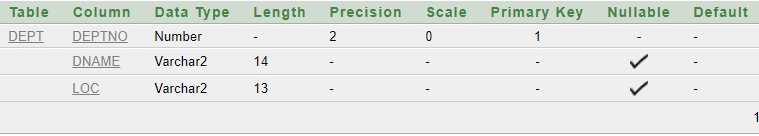 Table Column Data Type Length Precision Scale Primary Key Nullable Default
DEPT DEPTNO Number - 2 0 1 - -
DNAME Varchar2 14 - - - -
LOC Varchar2 13 - - - -
1